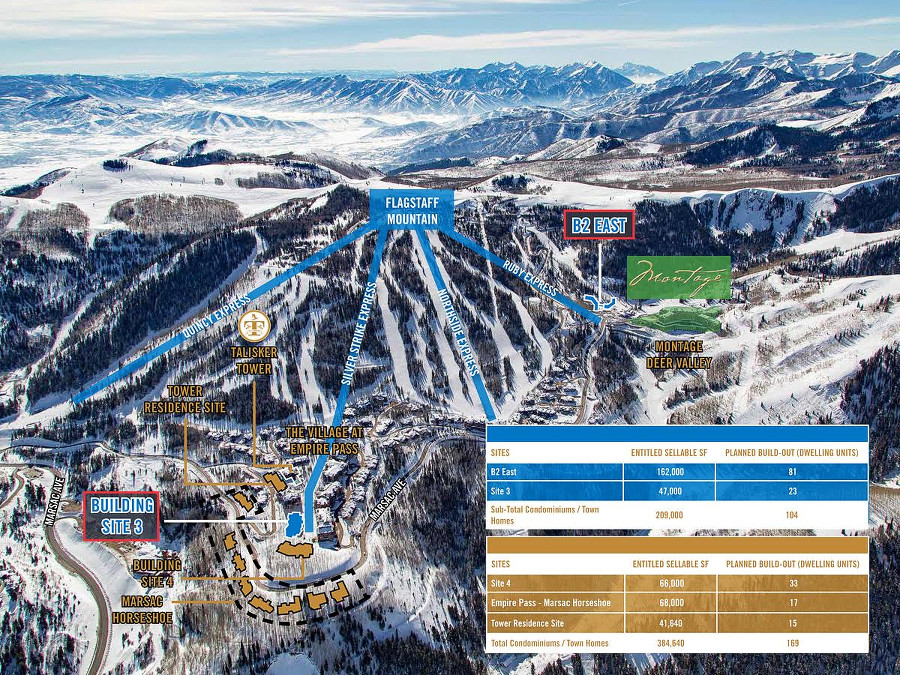 FLAGSTAFF
MOUNTAIN
B2 EAST
Montage
RUBY EXPRESS
QUINCY EXPRESS
SILVER STRIKE EXPRESS
NORTHSIDE EXPRESS
TALISKER
TOWER
MONTAGE
DEER VALLEY
TOWER
RESIDENCE SITE
THE VILLAGE AT
EMPIRE PASS
MARSAC AVE
MARSAC AVE
BUILDING
SITE 3
BUILDING
SITE 4
MARSAC
HORSESHOE
SITES ENTITLED SELLABLE SF PLANNED BUILD-OUT (DWELLING UNITS)
B2 East 162,000 81
Site 3 47,000 23
Sub-Total Condominiums / Town
Homes 209,000 104
SITES ENTITLED SELLABLE SF PLANNED BUILD-OUT (DWELLING UNITS)
Site 4 66,000 33
Empire Pass - Marsac Horseshoe 68,000 17
Tower Residence Site 41,640 15
Total Condominiums / Town Homes 384,640 169